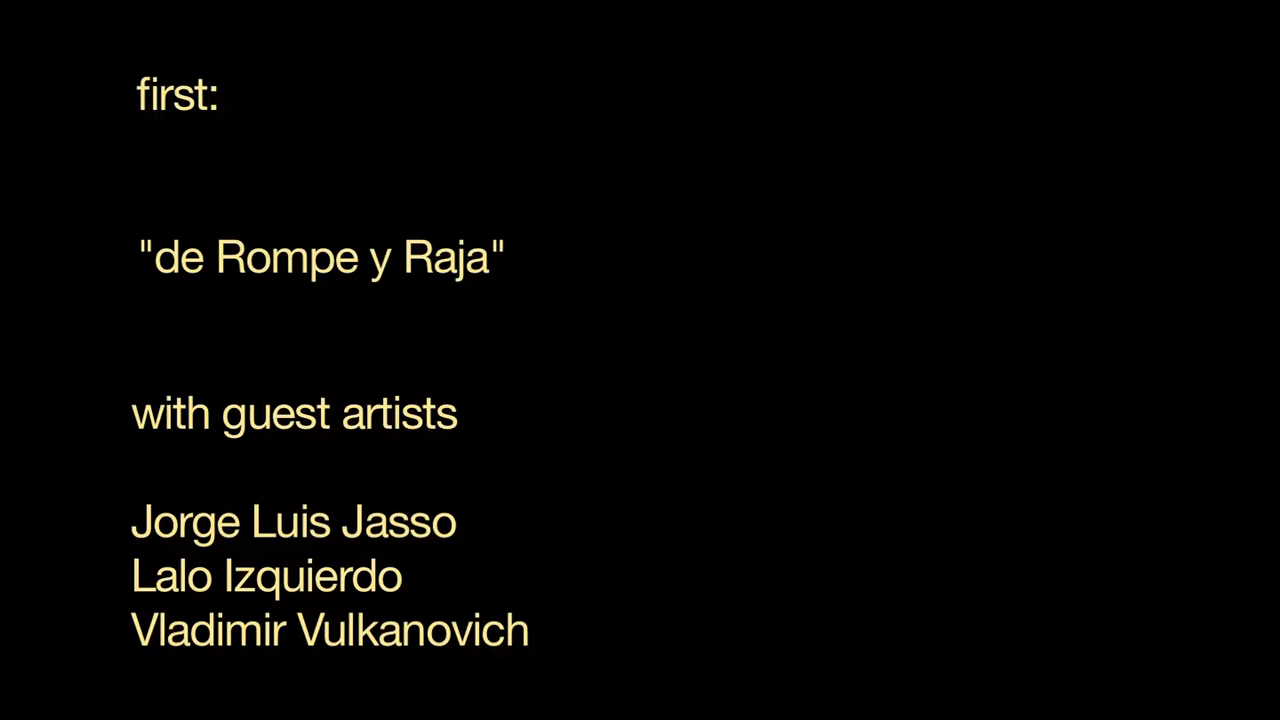 first:
"de Rompe y Raja"
with guest artists
Jorge Luis Jasso
Lalo Izquierdo
Vladimir Vulkanovich